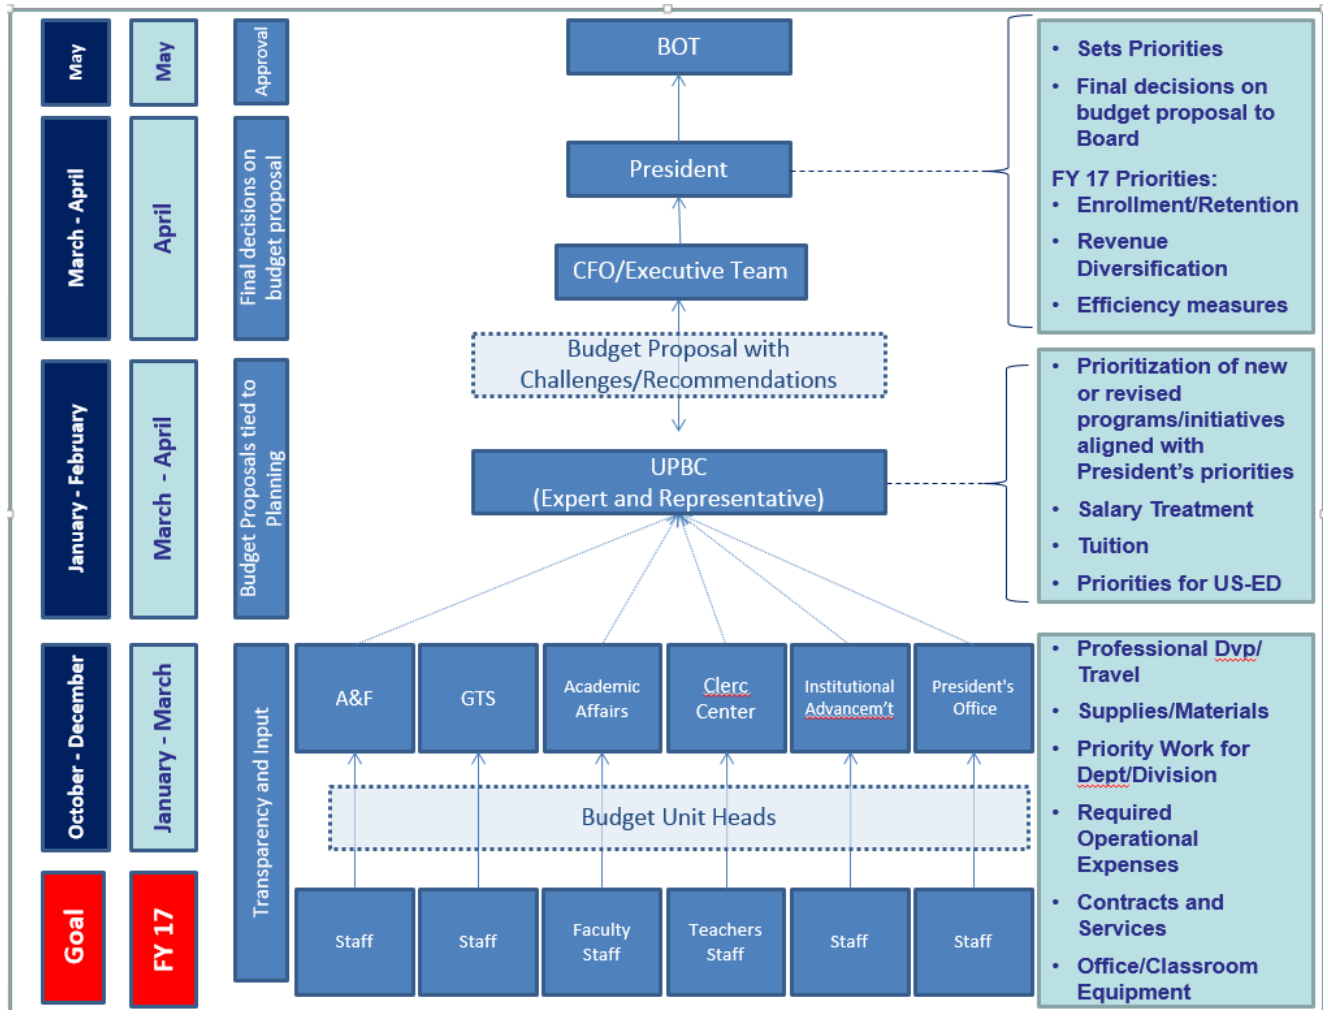 May
May
Approval
BOT
• Sets Priorities
• Final decisions on
budget proposal to
Board
FY 17 Priorities:
• Enrollment/Retention
• Revenue
Diversification
• Efficiency measures
March - April
April
Final decisions on
budget proposal
President
CFO/Executive Team
Budget Proposal with
Challenges/Recommendations
January - February
March - April
Budget Proposals tied to
Planning
UPBC
(Expert and Representative)
• Prioritization of new
or revised
programs/initiatives
aligned with
President's priorities
• Salary Treatment
• Tuition
• Priorities for US-ED
October - December
January - March
Transparency and Input
A&F
GTS
Academic
Affairs
Clerc
Center
Institutional
Advancem't
President's
Office
Budget Unit Heads
• Professional Dvp/
Travel
• Supplies/Materials
• Priority Work for
Dept/Division
• Required
Operational
Expenses
• Contracts and
Services
• Office/Classroom
Equipment
Goal
FY 17
Staff
Staff
Faculty
Staff
Teachers
Staff
Staff
Staff